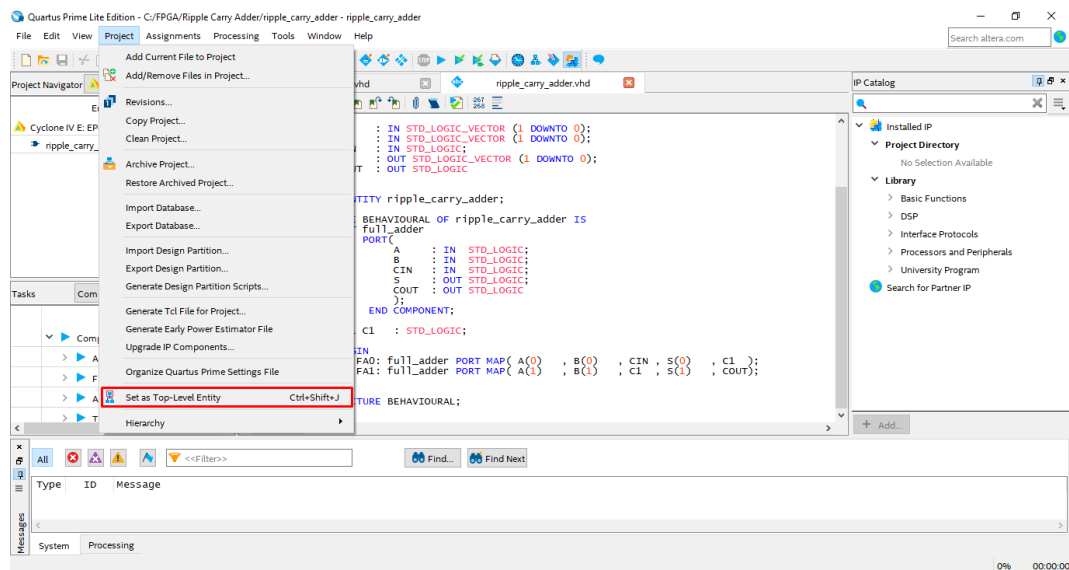 Quartus Prime Lite Edition - C:/FPGA/Ripple Carry Adder/ripple_carry_adder - ripple_carry_adder
File Edit View Project Assignments Processing Tools Window Help
Search altera.com
Add Current File to Project
Add/Remove Files in Project...
Revisions...
Copy Project...
Clean Project...
Archive Project...
Restore Archived Project...
Import Database...
Export Database...
Import Design Partition...
Export Design Partition...
Generate Design Partition Scripts...
Generate Tcl File for Project...
Generate Early Power Estimator File
Upgrade IP Components...
Organize Quartus Prime Settings File
Set as Top-Level Entity Ctrl+Shift+J
Hierarchy
Project Navigator
Cyclone IV E: EP
ripple_carry_
Tasks Com
Comp
A
F
A
T
vhd ripple_carry_adder.vhd
267
268
: IN STD_LOGIC_VECTOR (1 DOWNTO 0);
: IN STD_LOGIC_VECTOR (1 DOWNTO 0);
: IN STD_LOGIC;
: OUT STD_LOGIC_VECTOR (1 DOWNTO 0);
: OUT STD_LOGIC
TITY ripple_carry_adder;
BEHAVIOURAL OF ripple_carry_adder IS
full_adder
PORT(
A : IN STD_LOGIC;
B : IN STD_LOGIC;
CIN : IN STD_LOGIC;
S : OUT STD_LOGIC;
COUT : OUT STD_LOGIC
);
END COMPONENT;
C1 : STD_LOGIC;
IN
FA0: full_adder PORT MAP( A(0) , B(0) , CIN , S(0) , C1 );
FA1: full_adder PORT MAP( A(1) , B(1) , C1 , S(1) , COUT);
TURE BEHAVIOURAL;
IP Catalog
Installed IP
Project Directory
No Selection Available
Library
Basic Functions
DSP
Interface Protocols
Processors and Peripherals
University Program
Search for Partner IP
+ Add...
All <<Filter>> Find... Find Next
Type ID Message
Messages
System Processing
0% 00:00:00